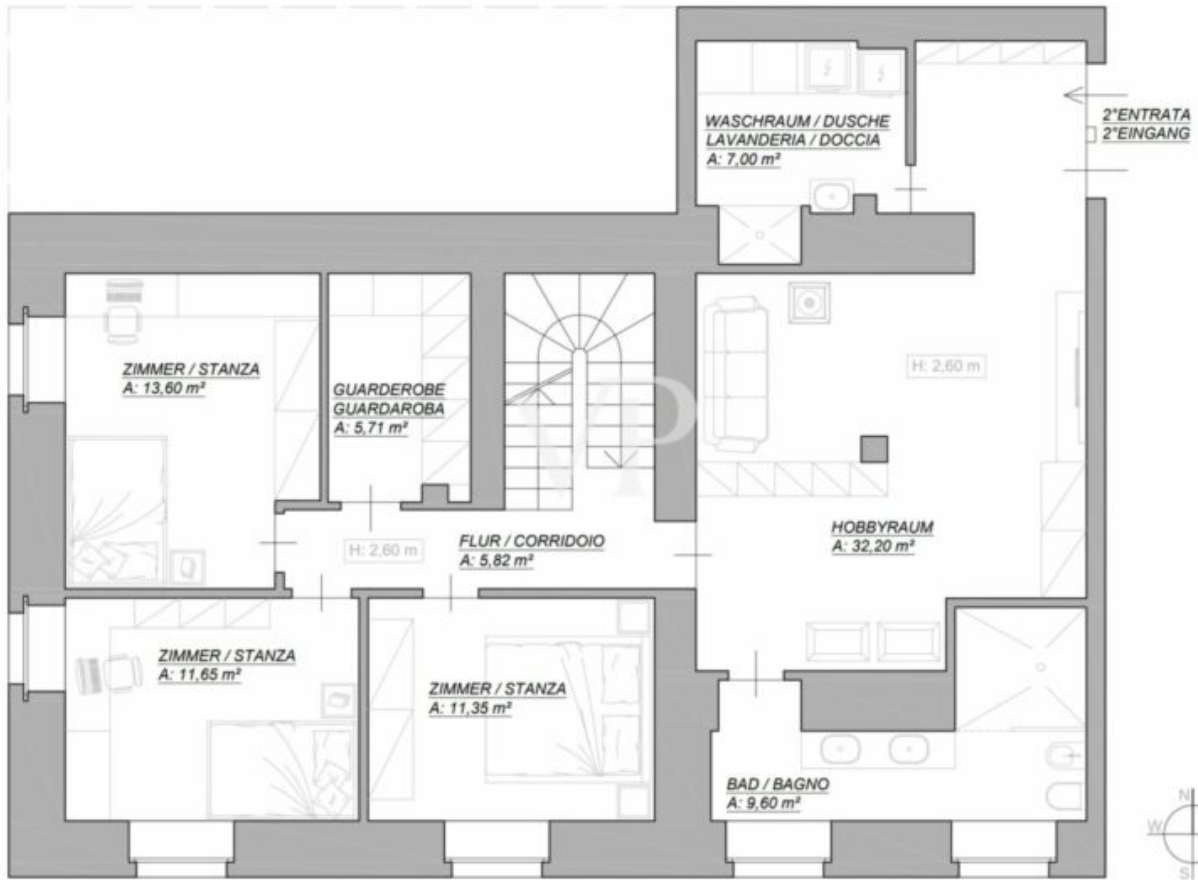 WASCHRAUM / DUSCHE
LAVANDERIA / DOCCIA
A: 7,00 m²
2°ENTRATA
2°EINGANG
ZIMMER / STANZA
A: 13,60 m²
GUARDEROBE
GUARDAROBA
A: 5,71 m²
VP
H: 2,60 m
HOBBYRAUM
A: 32,20 m²
FLUR / CORRIDOIO
A: 5,82 m²
H: 2,60 m
ZIMMER / STANZA
A: 11,65 m²
ZIMMER / STANZA
A: 11,35 m²
BAD / BAGNO
A: 9,60 m²
N
W
S